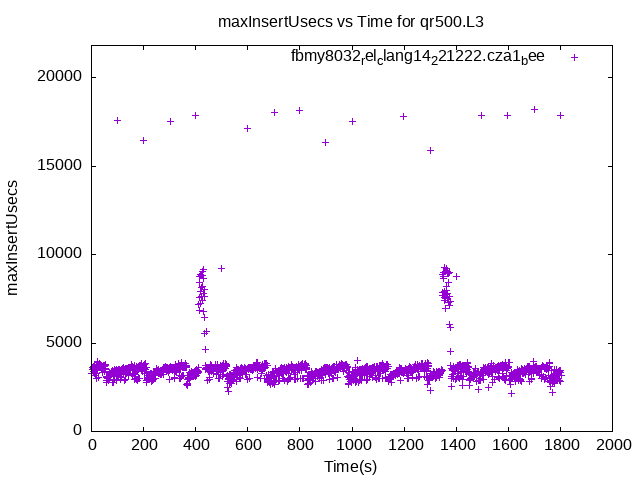 maxInsertUsecs vs Time for qr500.L3
fbmy8032relclang14221222.cza1bee
20000
15000
10000
5000
0
maxInsertUsecs
0 200 400 600 800 1000 1200 1400 1600 1800 2000
Time(s)